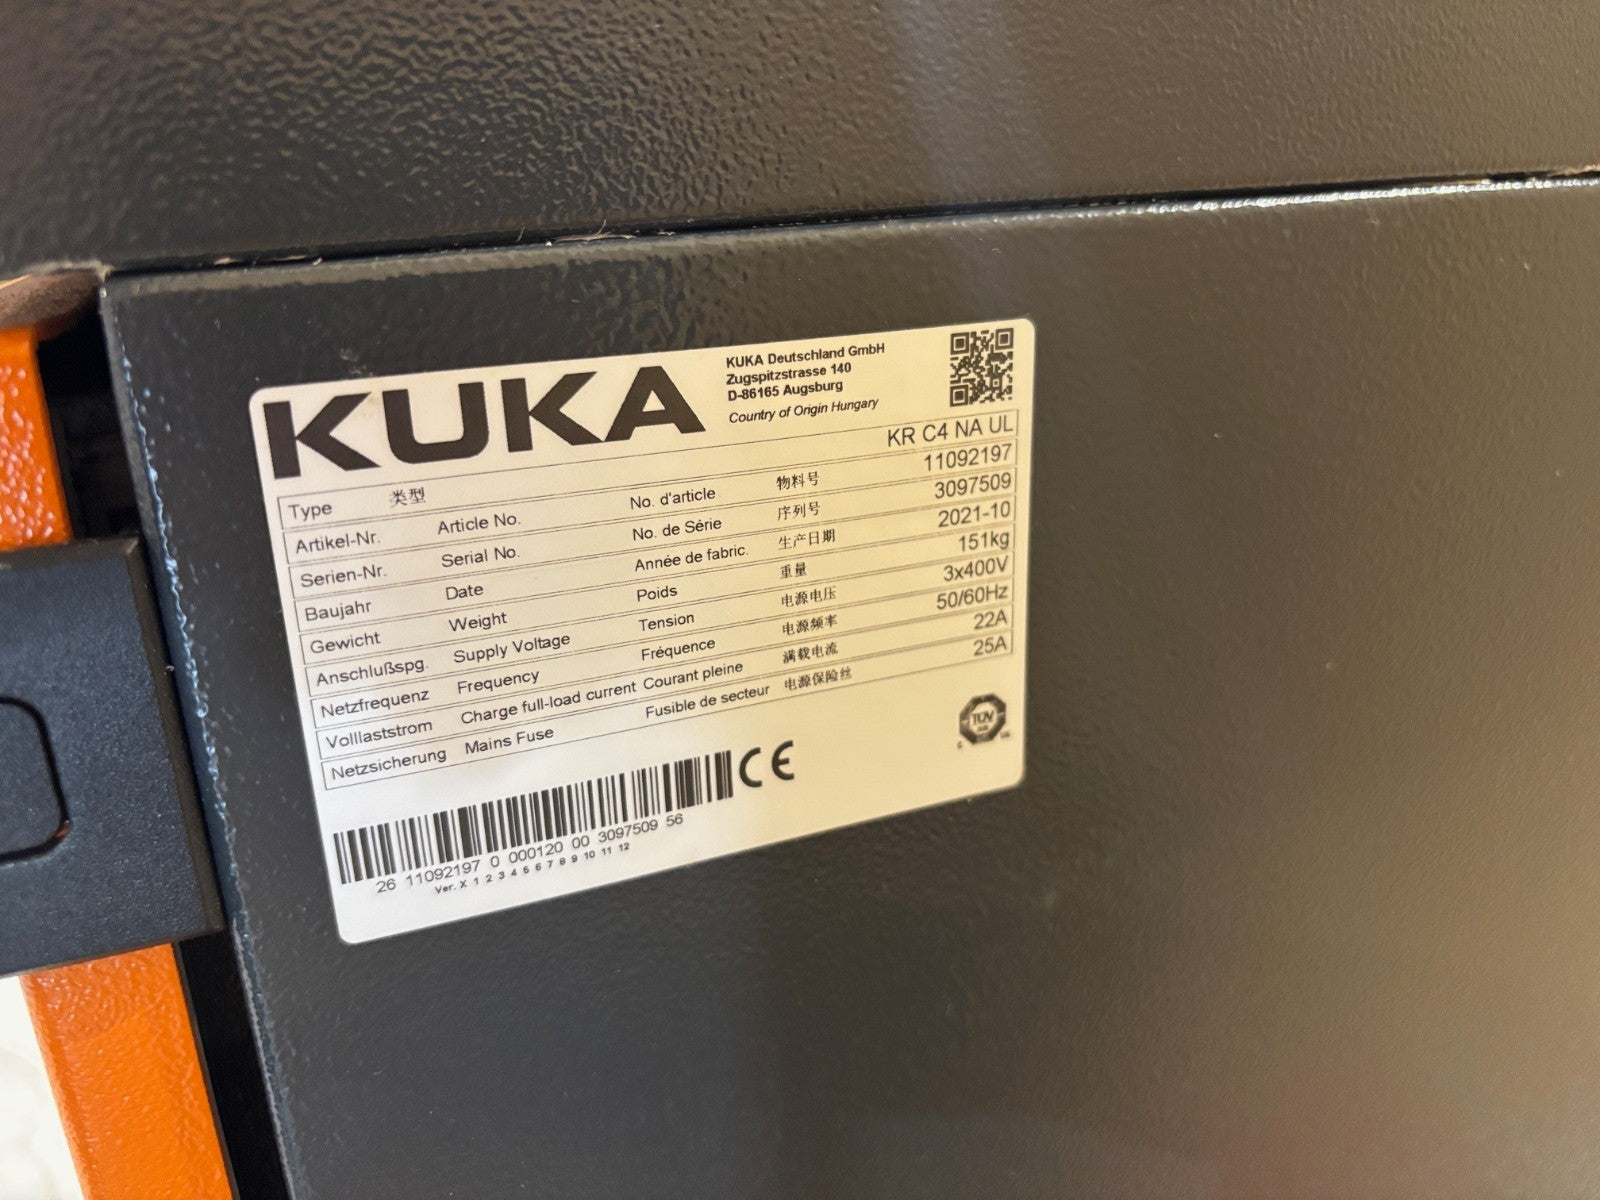 KUKA
KUKA Deutschland GmbH
Zugspitzstrasse 140
D-86165 Augsburg
Country of Origin Hungary
Type 类型 KR C4 NA UL
Artikel-Nr. Article No. No. d'article 物料号 11092197
Serien-Nr. Serial No. No. de Série 序列号 3097509
Baujahr Date Année de fabric. 生产日期 2021-10
Gewicht Weight Poids 重量 151kg
Anschlußspg. Supply Voltage Tension 电源电压 3x400V
Netzfrequenz Frequency Fréquence 电源频率 50/60Hz
Volllaststrom Charge full-load current Courant pleine 满载电流 22A
Netzsicherung Mains Fuse Fusible de secteur 电源保险丝 25A
CE
TÜV
26 11092197 0 000120 00 3097509 56
Ver. X 1 2 3 4 5 6 7 8 9 10 11 12